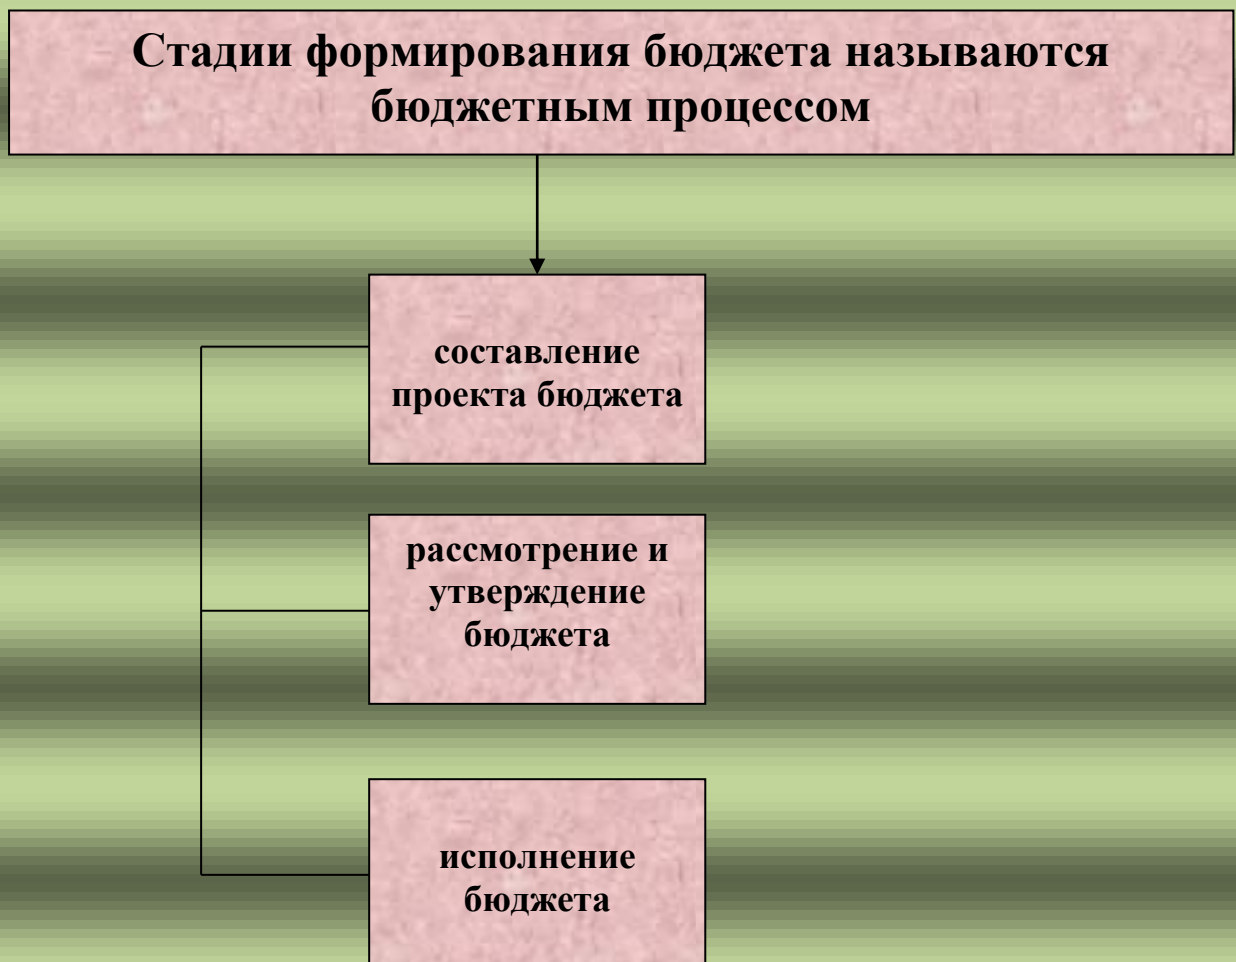 Стадии формирования бюджета называются
бюджетным процессом
составление
проекта бюджета
рассмотрение и
утверждение
бюджета
исполнение
бюджета